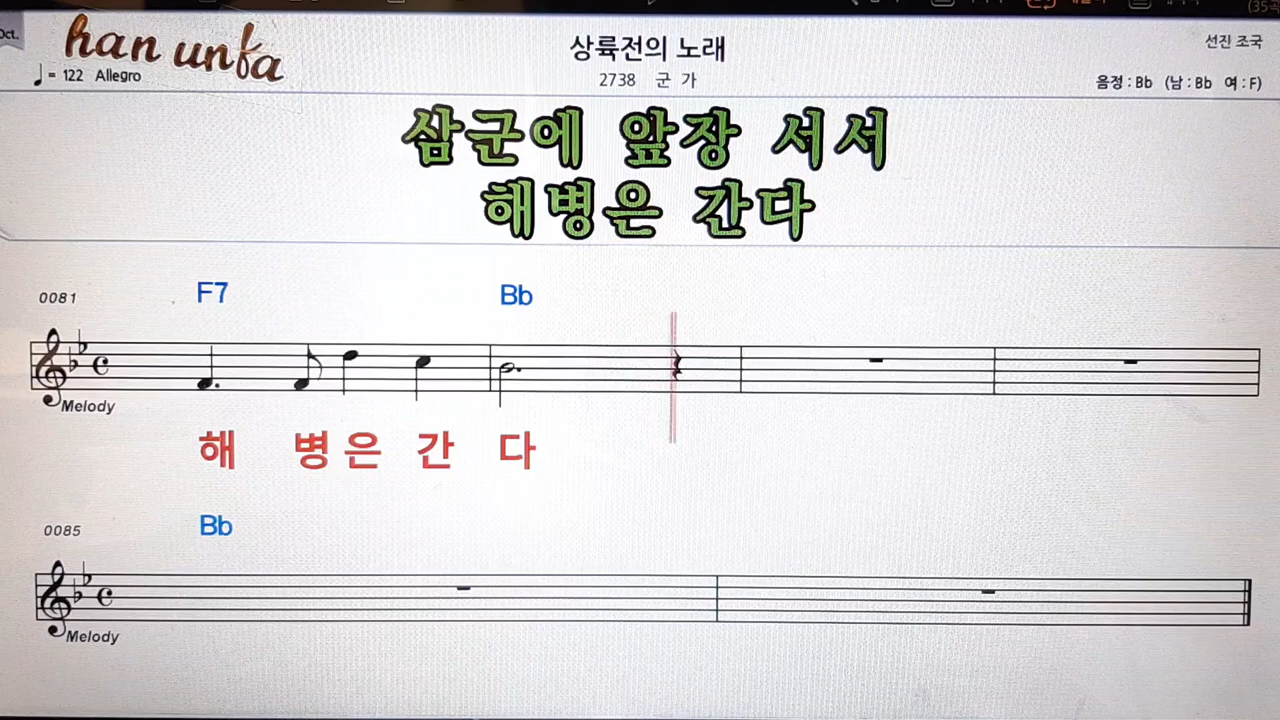 Oct.
han unfa
상륙전의 노래
선진 조국
♩= 122 Allegro
2738 군 가
음정 : Bb (남 : Bb 여 : F)
삼군에 앞장 서서
해병은 간다
0081 F7 Bb
Melody
해 병 은 간 다
0085 Bb
Melody